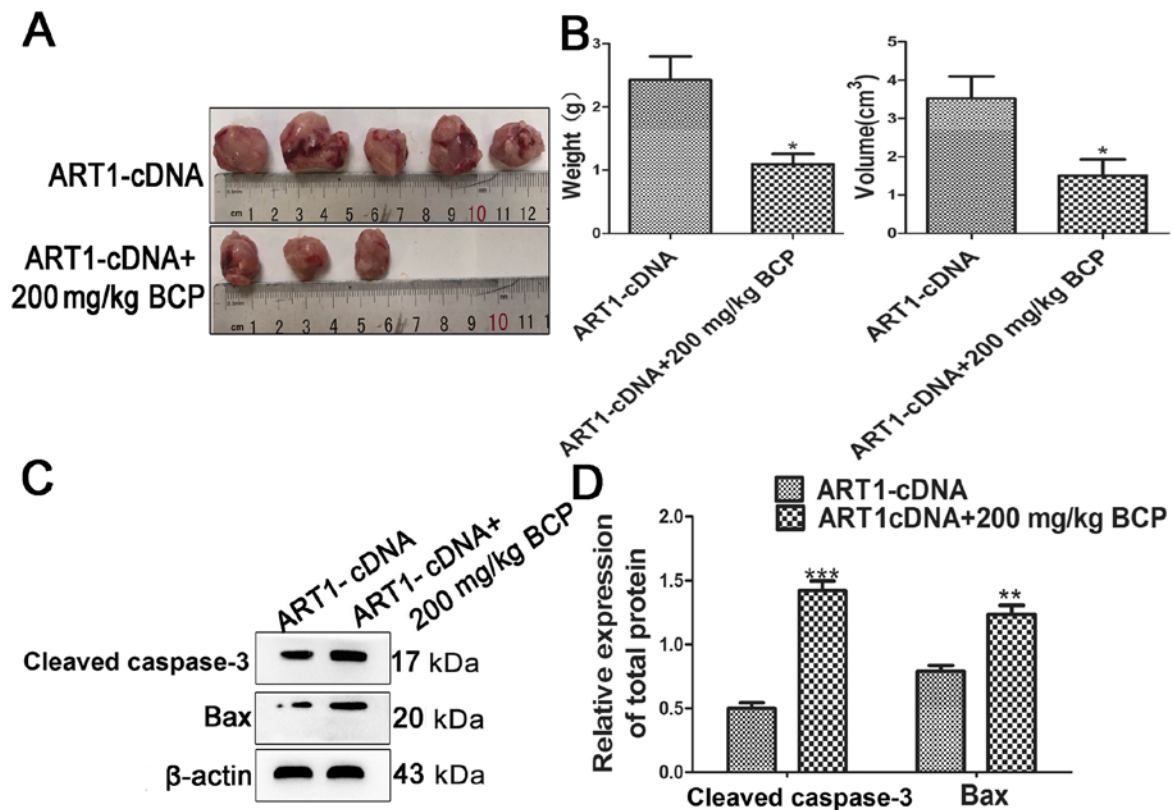 A
ART1-cDNA
0.5mm
cm 1 2 3 4 5 6 7 8 9 10 11 12
ART1-cDNA+
200 mg/kg BCP
0.5mm
cm 1 2 3 4 5 6 7 8 9 10 11
B
Weight (g)
3
2
1
0
ART1-cDNA
*
ART1-cDNA+200 mg/kg BCP
Volume(cm³)
5
4
3
2
1
0
ART1-cDNA
*
ART1-cDNA+200 mg/kg BCP
C
ART1-cDNA
ART1-cDNA+
200 mg/kg BCP
Cleaved caspase-3
17 kDa
Bax
20 kDa
β-actin
43 kDa
D
ART1-cDNA
ART1cDNA+200 mg/kg BCP
Relative expression
of total protein
2.0
1.5
1.0
0.5
0.0
***
**
Cleaved caspase-3
Bax